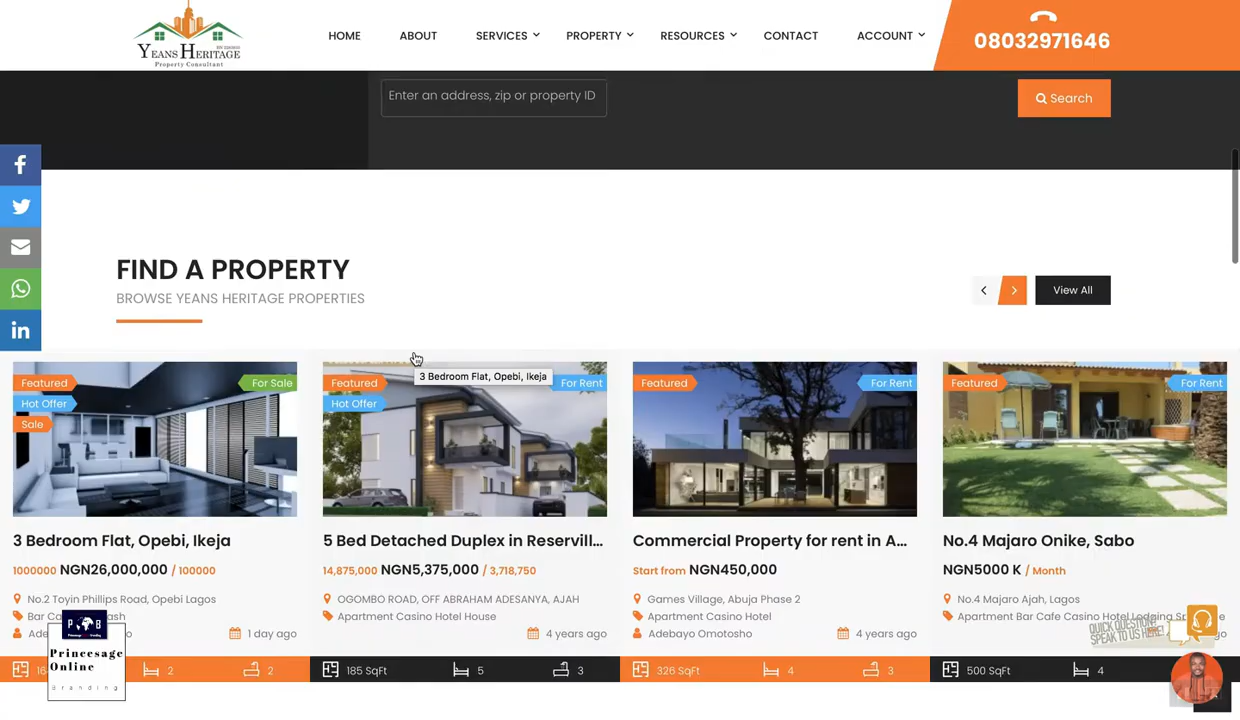 YEANS HERITAGE
Property Consultant
HOME
ABOUT
SERVICES
PROPERTY
RESOURCES
CONTACT
ACCOUNT
08032971646
Enter an address, zip or property ID
Search
FIND A PROPERTY
BROWSE YEANS HERITAGE PROPERTIES
View All
Featured
Hot Offer
Sale
For Sale
3 Bedroom Flat, Opebi, Ikeja
Featured
Hot Offer
For Rent
Featured
For Rent
Featured
For Rent
3 Bedroom Flat, Opebi, Ikeja
1000000 NGN26,000,000 / 100000
No.2 Toyin Phillips Road, Opebi Lagos
1 day ago
2
2
5 Bed Detached Duplex in Reservill...
14,875,000 NGN5,375,000 / 3,718,750
OGOMBO ROAD, OFF ABRAHAM ADESANYA, AJAH
Apartment Casino Hotel House
4 years ago
185 SqFt
5
3
Commercial Property for rent in A...
Start from NGN450,000
Games Village, Abuja Phase 2
Apartment Casino Hotel
Adebayo Omotosho
4 years ago
326 SqFt
4
3
No.4 Majaro Onike, Sabo
NGN5000 K / Month
No.4 Majaro Ajah, Lagos
Apartment Bar Cafe Casino Hotel Lodging
500 SqFt
4
P B
Princesage
Online
branding
QUICK QUESTION?
SPEAK TO US HERE!